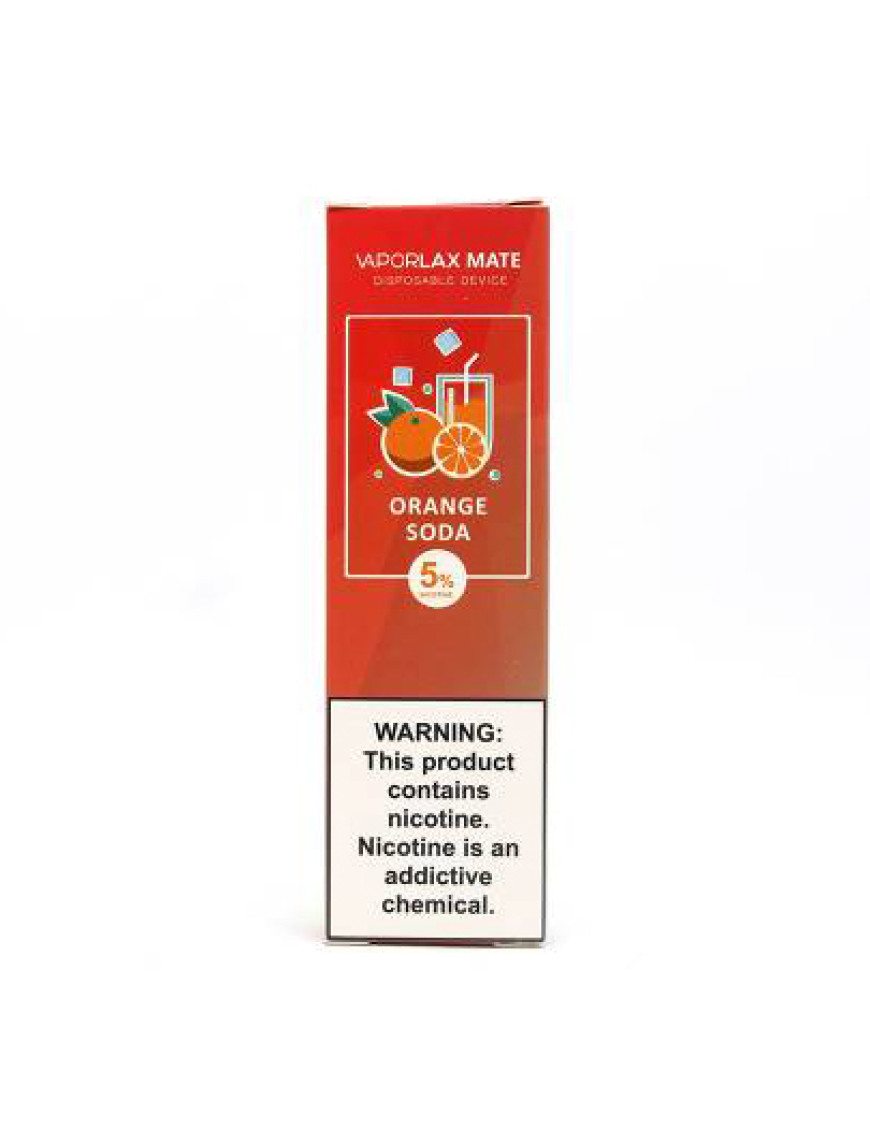 VAPORLAX MATE
DISPOSABLE DEVICE
ORANGE
SODA
5%
NICOTINE
WARNING:
This product
contains
nicotine.
Nicotine is an
addictive
chemical.